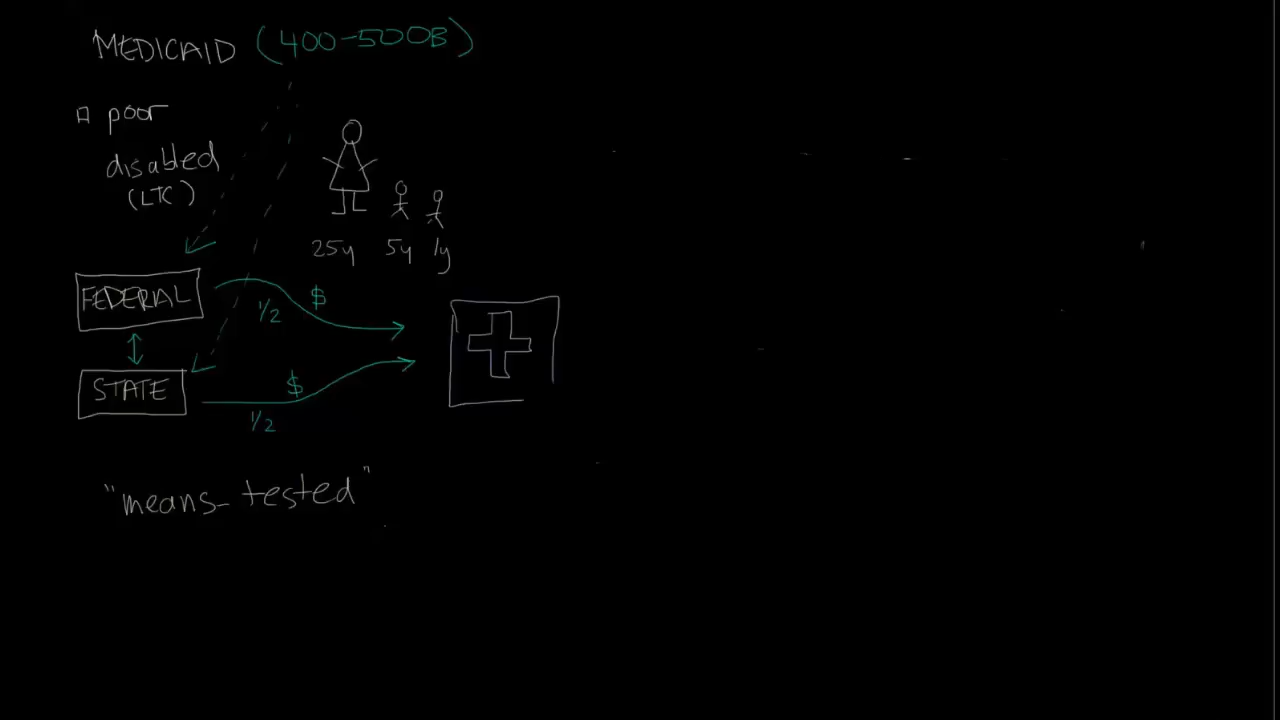 MEDICAID (400-500B)
poor
disabled
(LTC)
25y 5y 1y
FEDERAL
1/2 $
STATE
$
1/2
"means-tested"